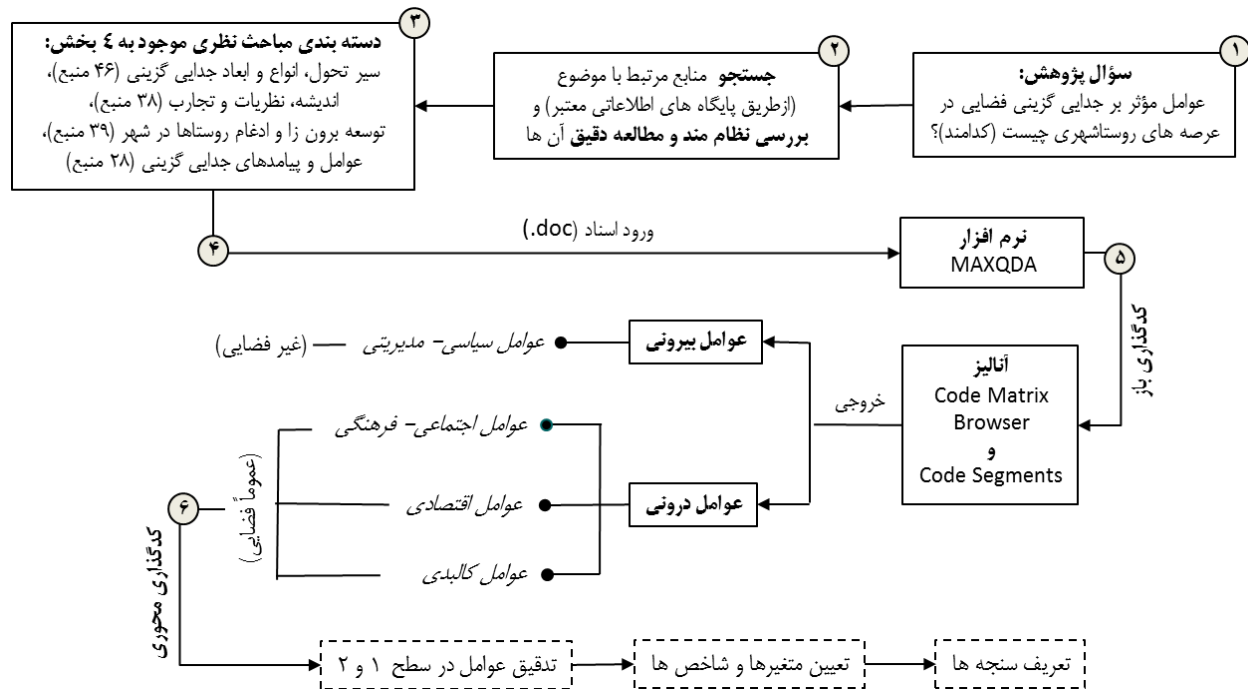 ۱
سؤال پژوهش:
عوامل مؤثر بر جدایی گزینی فضایی در
عرصه های روستاشهری چیست (کدامند)؟
۲
جستجو منابع مرتبط با موضوع
(ازطریق پایگاه های اطلاعاتی معتبر) و
بررسی نظام مند و مطالعه دقیق آن ها
۳
دسته بندی مباحث نظری موجود به ٤ بخش:
سیر تحول، انواع و ابعاد جدایی گزینی (۴۶ منبع)،
اندیشه، نظریات و تجارب (۳۸ منبع)،
توسعه برون زا و ادغام روستاها در شهر (۳۹ منبع)،
عوامل و پیامدهای جدایی گزینی (۲۸ منبع)
۴
ورود اسناد (doc.)
نرم افزار
MAXQDA
۵
کدگذاری باز
آنالیز
Code Matrix
Browser
و
Code Segments
خروجی
عوامل بیرونی
عوامل سیاسی- مدیریتی
(غیر فضایی)
عوامل درونی
عوامل اجتماعی- فرهنگی
عوامل اقتصادی
عوامل کالبدی
(عموماً فضایی)
۶
کدگذاری محوری
تدقیق عوامل در سطح ۱ و ۲
تعیین متغیرها و شاخص ها
تعریف سنجه ها